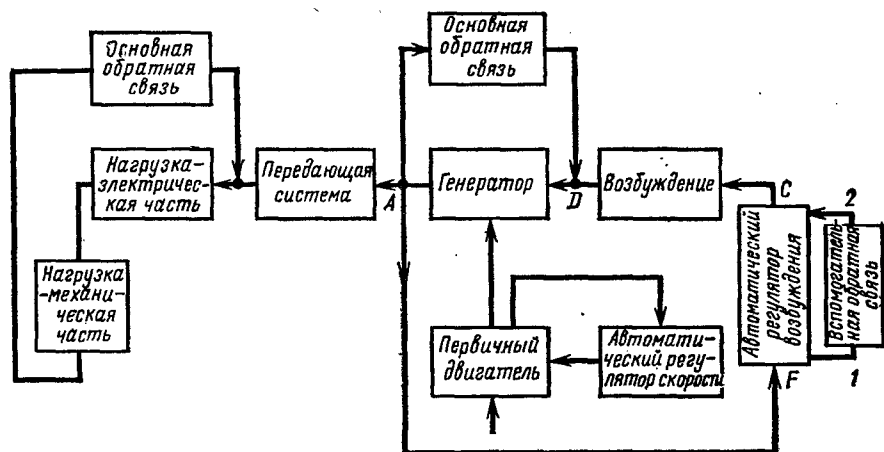 Основная
обратная
связь
Основная
обратная
связь
Нагрузка-
электричес-
кая часть
Передающая
система
A
Генератор
D
Возбуждение
C
2
Автоматический
регулятор
возбуждения
Вспомогатель-
ная обратная
связь
Нагрузка
-механи-
ческая
часть
Первичный
двигатель
Автомати-
ческий регу-
лятор скорости
F
1